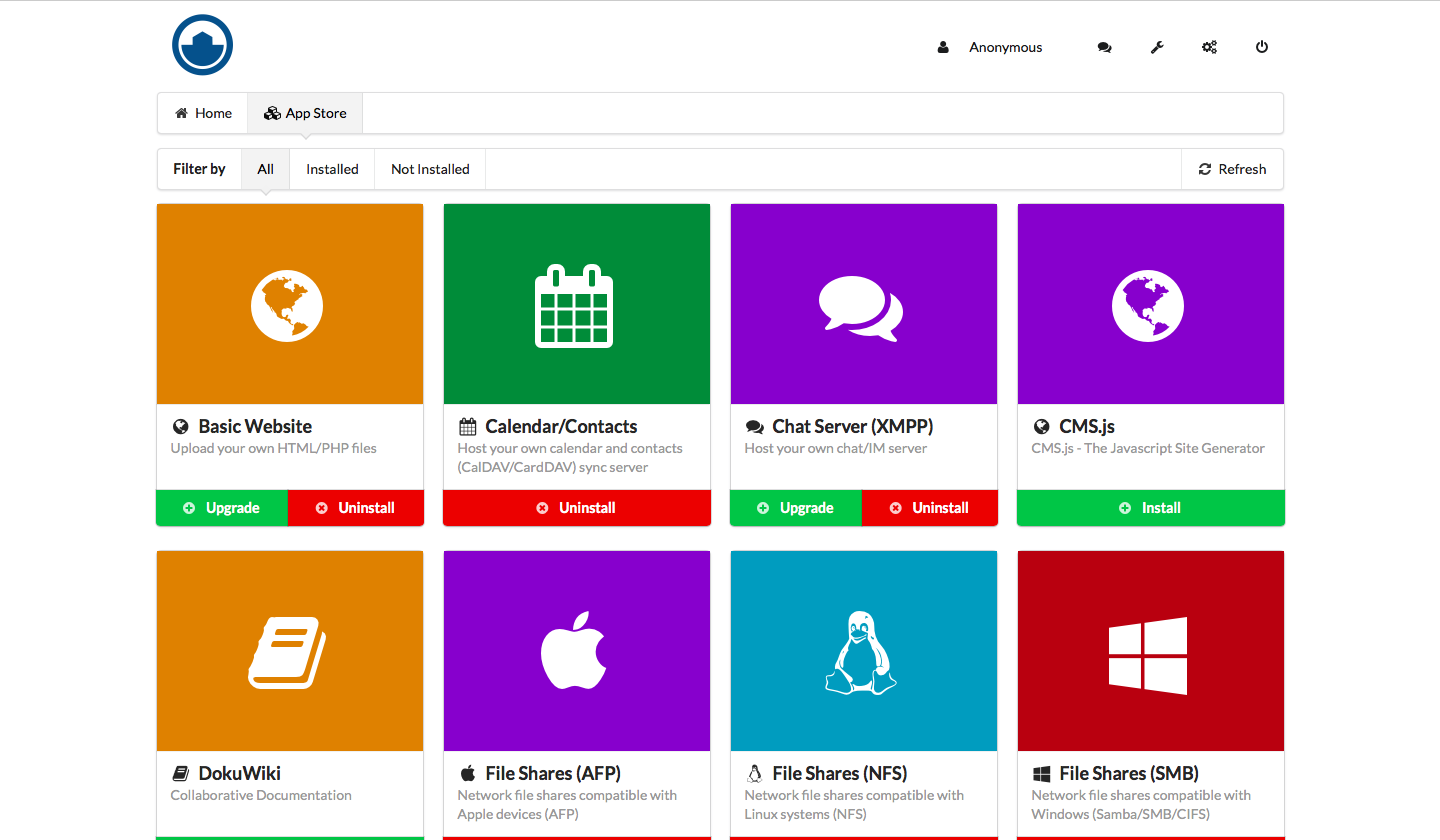 Anonymous
Home
App Store
Filter by
All
Installed
Not Installed
Refresh
Basic Website
Upload your own HTML/PHP files
Upgrade
Uninstall
Calendar/Contacts
Host your own calendar and contacts
(CalDAV/CardDAV) sync server
Uninstall
Chat Server (XMPP)
Host your own chat/IM server
Upgrade
Uninstall
CMS.js
CMS.js - The Javascript Site Generator
Install
DokuWiki
Collaborative Documentation
File Shares (AFP)
Network file shares compatible with
Apple devices (AFP)
File Shares (NFS)
Network file shares compatible with
Linux systems (NFS)
File Shares (SMB)
Network file shares compatible with
Windows (Samba/SMB/CIFS)